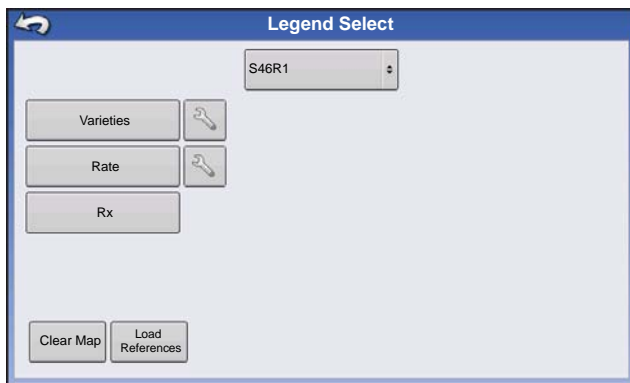 Legend Select
S46R1
Varieties
Rate
Rx
Clear Map
Load
References